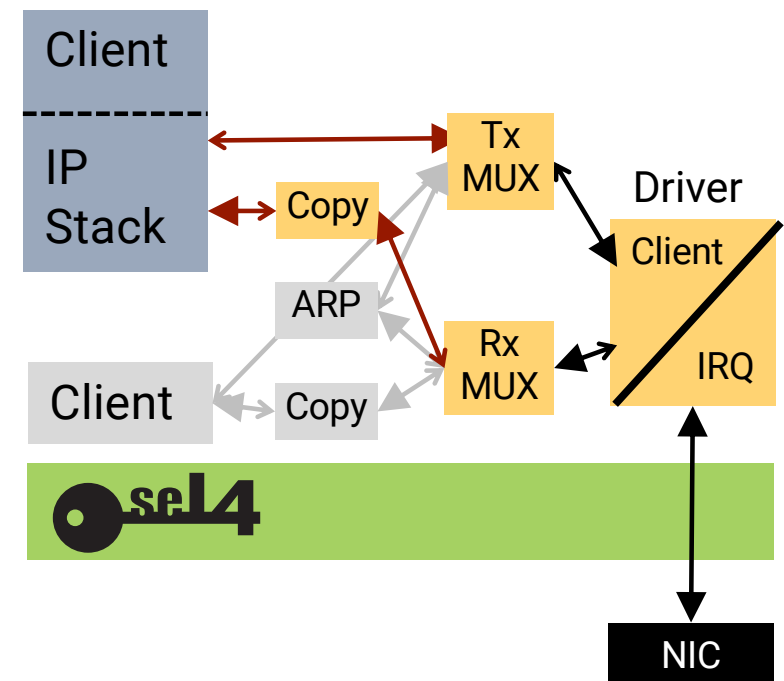 Client
IP
Stack
Copy
Tx
MUX
Driver
Client
IRQ
ARP
Rx
MUX
Client
Copy
seL4
NIC